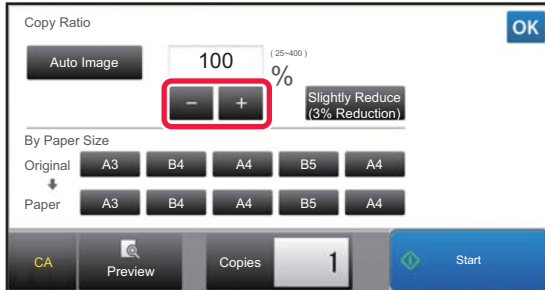 Copy Ratio
OK
Auto Image
100
(25~400)
%
− +
Slightly Reduce
(3% Reduction)
By Paper Size
Original A3 B4 A4 B5 A4
Paper A3 B4 A4 B5 A4
CA
Preview
Copies 1
Start